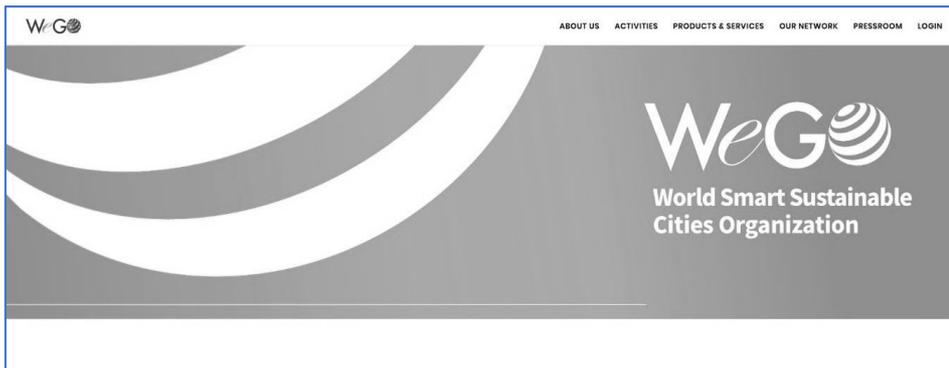 WeGO
ABOUT US ACTIVITIES PRODUCTS & SERVICES OUR NETWORK PRESSROOM LOGIN
WeGO
World Smart Sustainable
Cities Organization